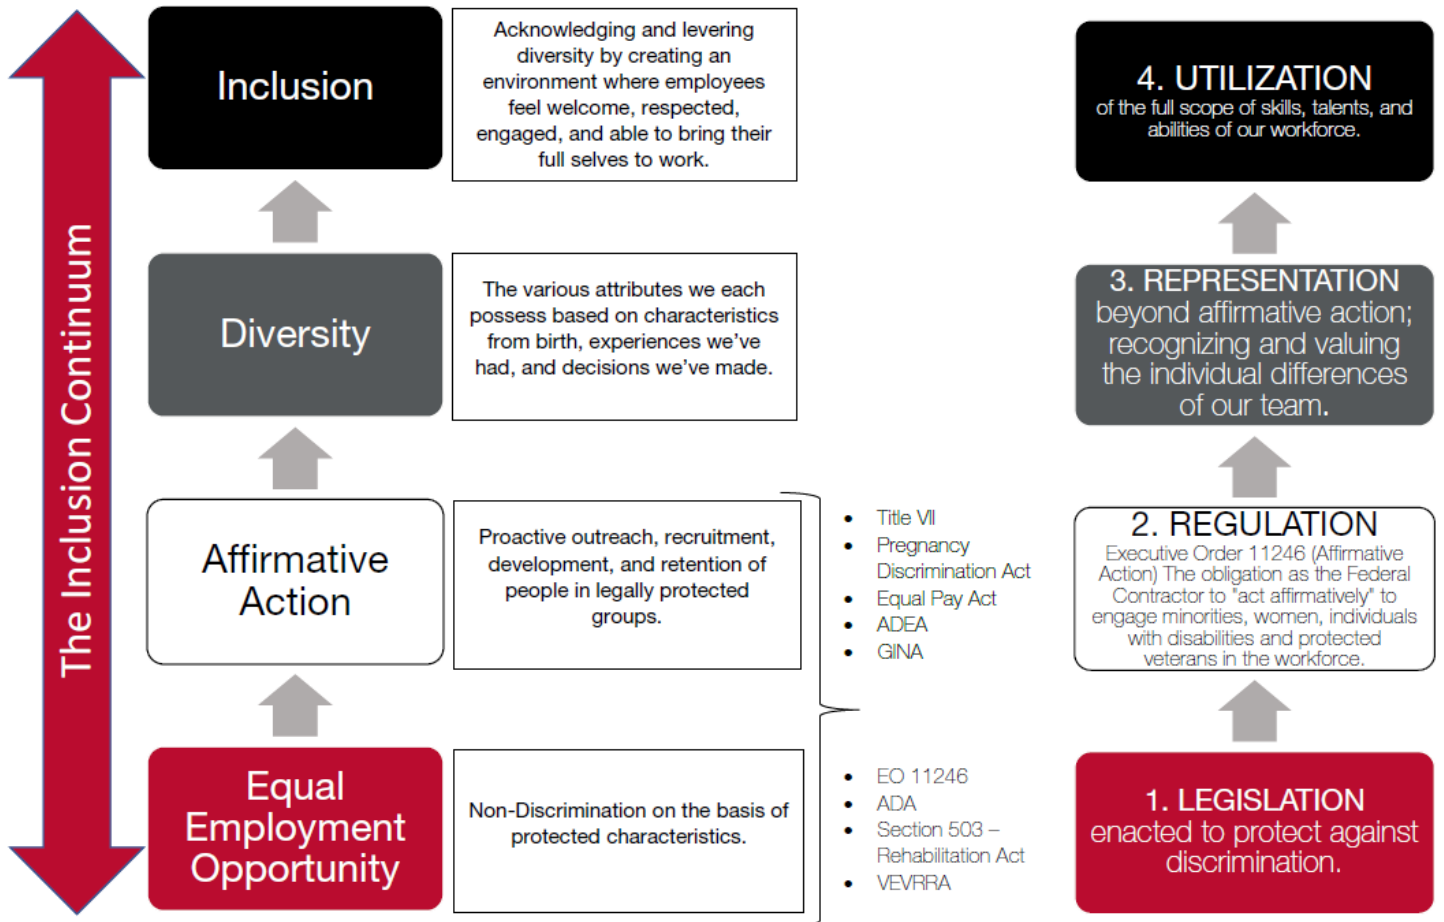 The Inclusion Continuum
Inclusion
Acknowledging and levering
diversity by creating an
environment where employees
feel welcome, respected,
engaged, and able to bring their
full selves to work.
Diversity
The various attributes we each
possess based on characteristics
from birth, experiences we've
had, and decisions we've made.
Affirmative
Action
Proactive outreach, recruitment,
development, and retention of
people in legally protected
groups.
Equal
Employment
Opportunity
Non-Discrimination on the basis of
protected characteristics.
• Title VII
• Pregnancy
Discrimination Act
• Equal Pay Act
• ADEA
• GINA
• EO 11246
• ADA
• Section 503 –
Rehabilitation Act
• VEVRRA
4. UTILIZATION
of the full scope of skills, talents, and
abilities of our workforce.
3. REPRESENTATION
beyond affirmative action;
recognizing and valuing
the individual differences
of our team.
2. REGULATION
Executive Order 11246 (Affirmative
Action) The obligation as the Federal
Contractor to "act affirmatively" to
engage minorities, women, individuals
with disabilities and protected
veterans in the workforce.
1. LEGISLATION
enacted to protect against
discrimination.